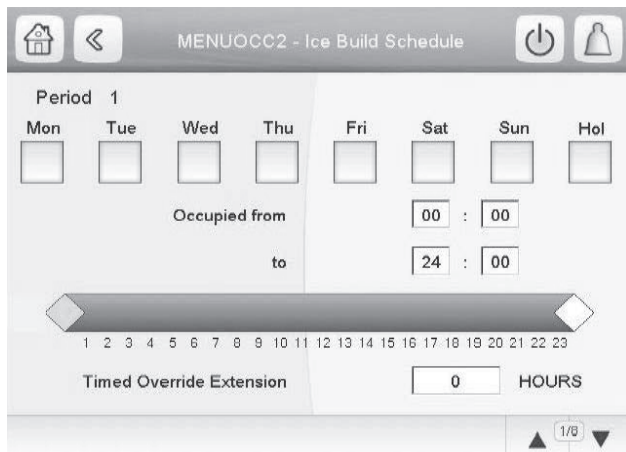 MENUOCC2 - Ice Build Schedule
Period 1
Mon Tue Wed Thu Fri Sat Sun Hol
Occupied from 00 : 00
to 24 : 00
1 2 3 4 5 6 7 8 9 10 11 12 13 14 15 16 17 18 19 20 21 22 23
Timed Override Extension 0 HOURS
1/6